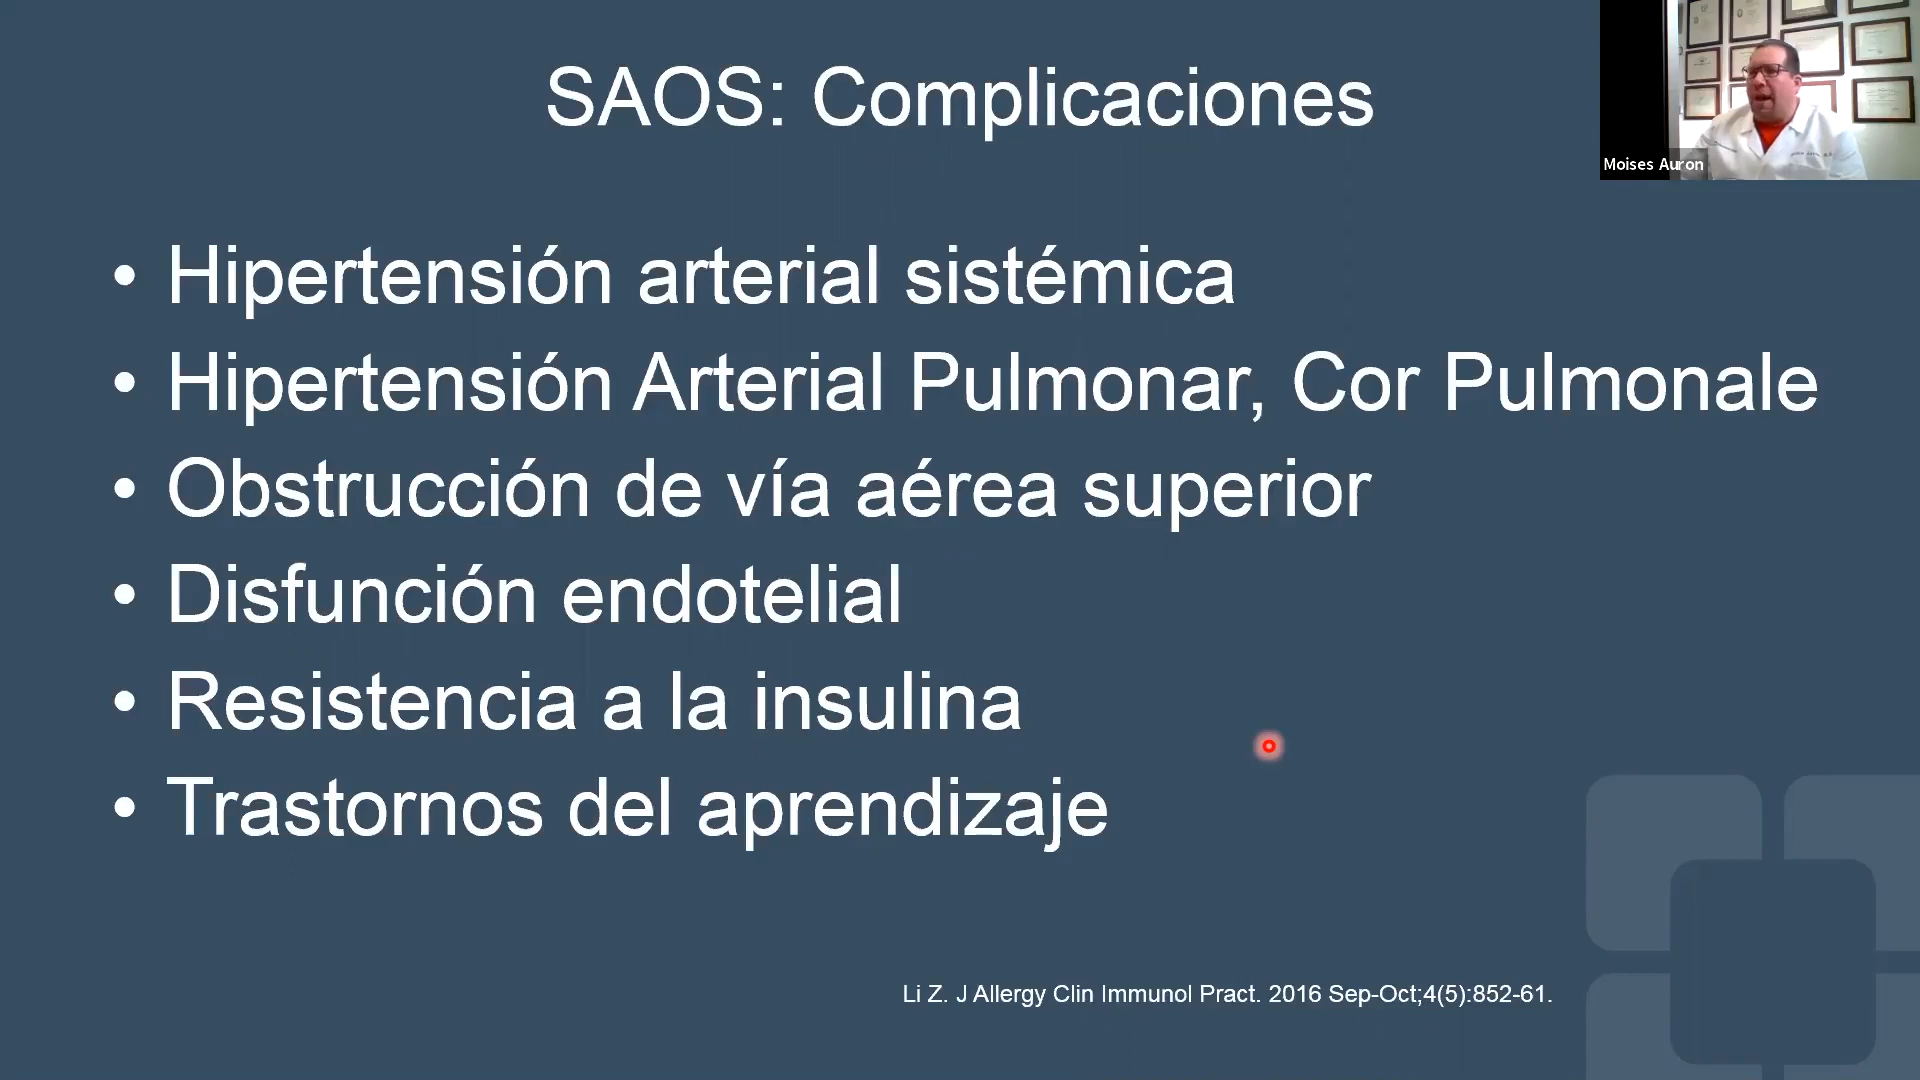 SAOS: Complicaciones
Moises Auron
• Hipertensión arterial sistémica
• Hipertensión Arterial Pulmonar, Cor Pulmonale
• Obstrucción de vía aérea superior
• Disfunción endotelial
• Resistencia a la insulina
• Trastornos del aprendizaje
Li Z. J Allergy Clin Immunol Pract. 2016 Sep-Oct;4(5):852-61.